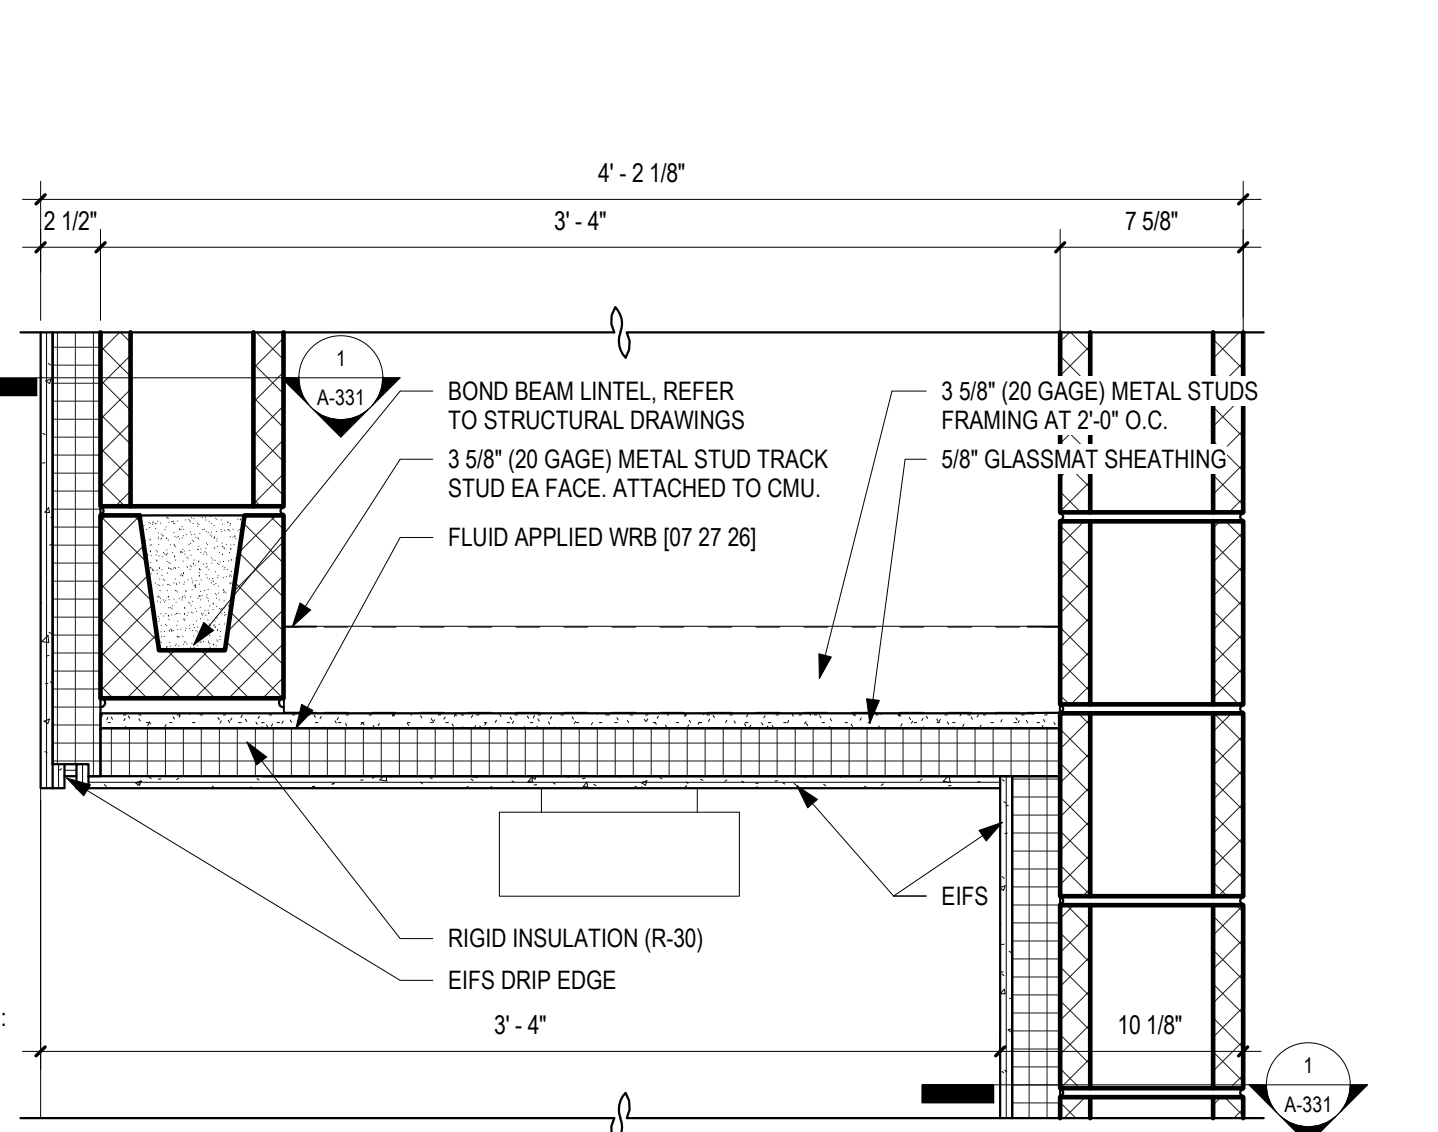 4' - 2 1/8"
2 1/2"
3' - 4"
7 5/8"
1
A-331
BOND BEAM LINTEL, REFER
TO STRUCTURAL DRAWINGS
3 5/8" (20 GAGE) METAL STUD TRACK
STUD EA FACE. ATTACHED TO CMU.
FLUID APPLIED WRB [07 27 26]
3 5/8" (20 GAGE) METAL STUDS
FRAMING AT 2'-0" O.C.
5/8" GLASSMAT SHEATHING
EIFS
RIGID INSULATION (R-30)
EIFS DRIP EDGE
:
3' - 4"
10 1/8"
1
A-331